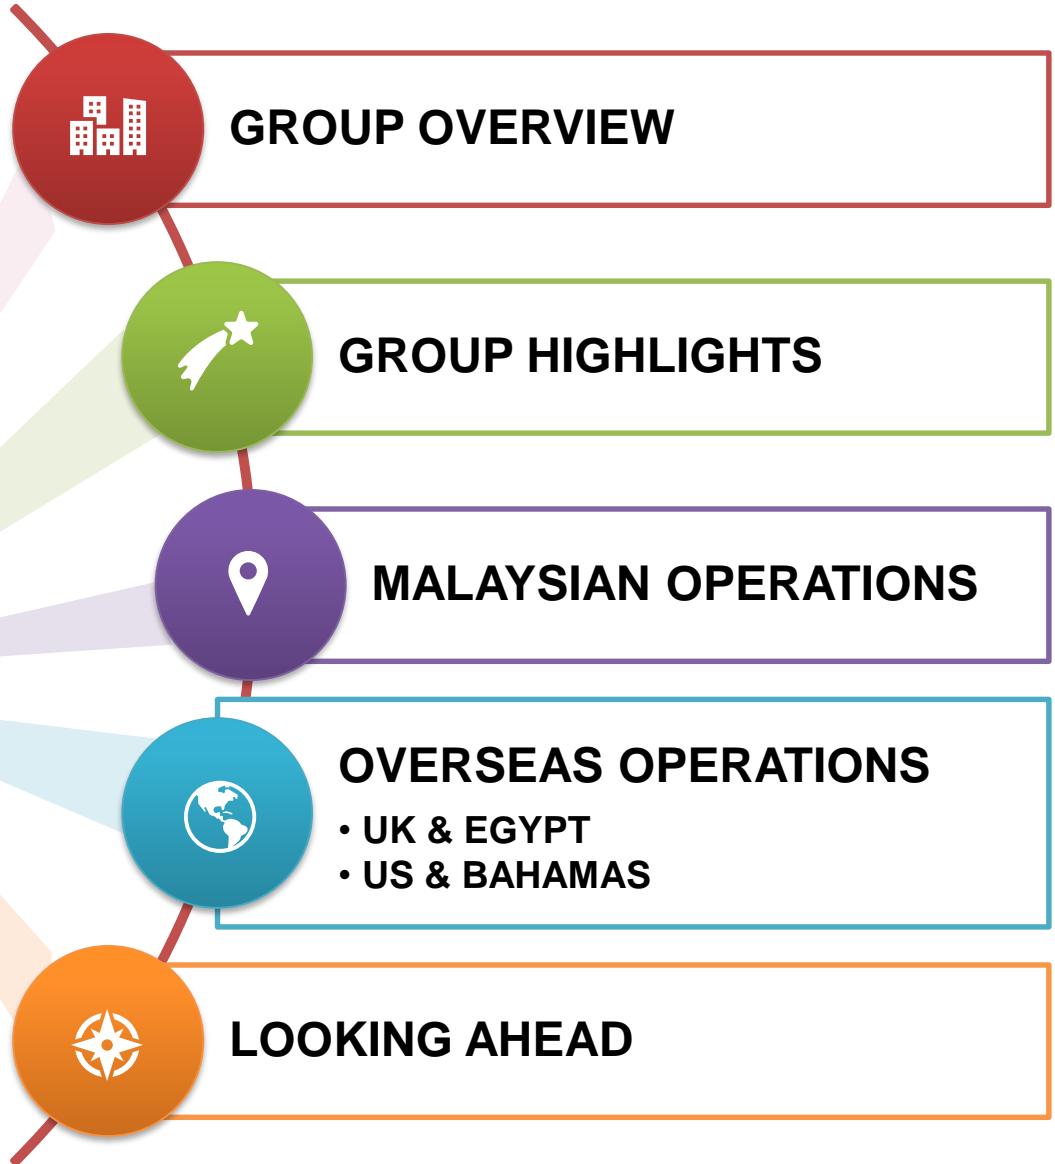 GROUP OVERVIEW
GROUP HIGHLIGHTS
MALAYSIAN OPERATIONS
OVERSEAS OPERATIONS
• UK & EGYPT
• US & BAHAMAS
LOOKING AHEAD